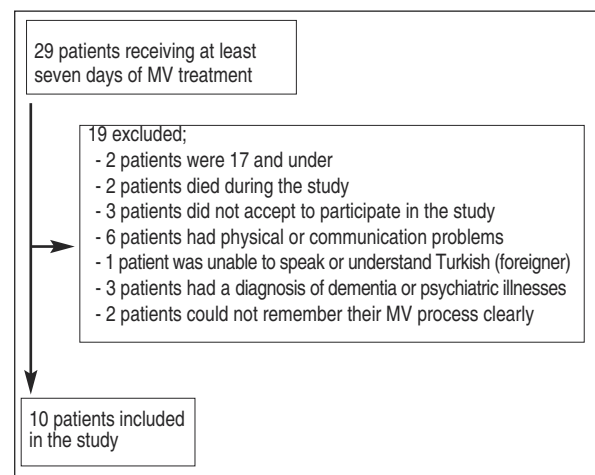 29 patients receiving at least
seven days of MV treatment
19 excluded;
- 2 patients were 17 and under
- 2 patients died during the study
- 3 patients did not accept to participate in the study
- 6 patients had physical or communication problems
- 1 patient was unable to speak or understand Turkish (foreigner)
- 3 patients had a diagnosis of dementia or psychiatric illnesses
- 2 patients could not remember their MV process clearly
10 patients included
in the study